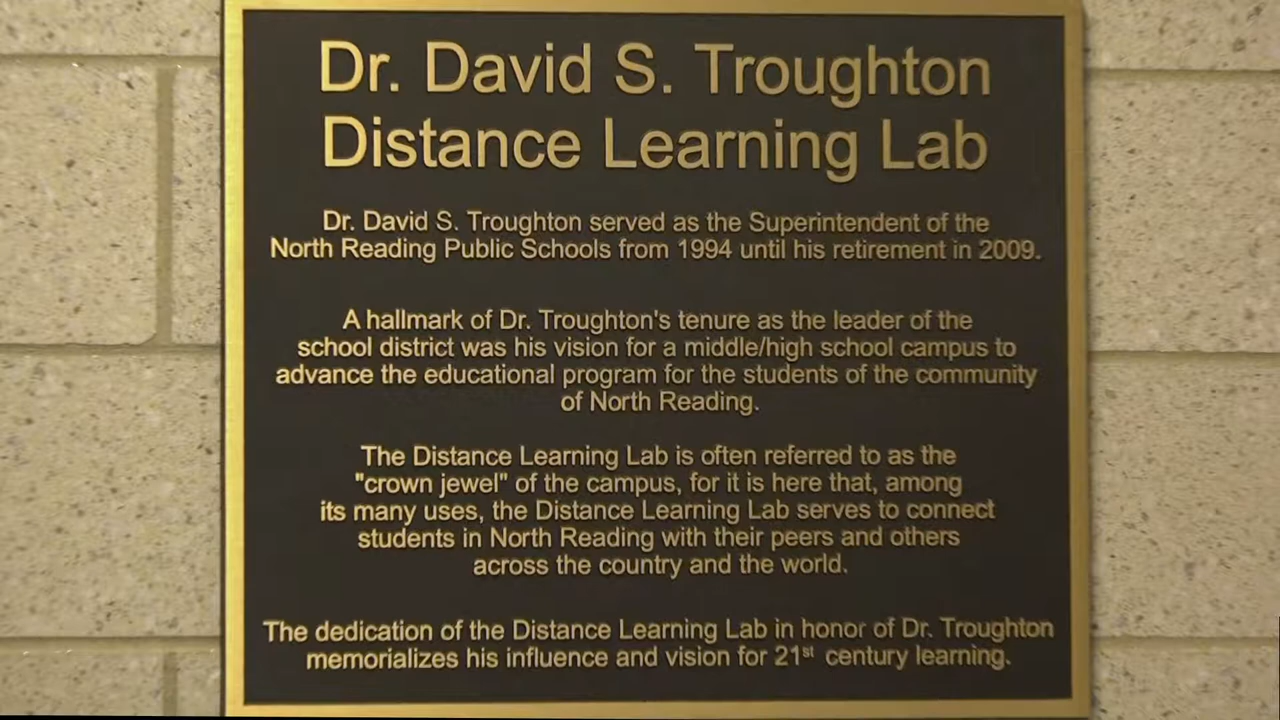 Dr. David S. Troughton
Distance Learning Lab
Dr. David S. Troughton served as the Superintendent of the
North Reading Public Schools from 1994 until his retirement in 2009.
A hallmark of Dr. Troughton's tenure as the leader of the
school district was his vision for a middle/high school campus to
advance the educational program for the students of the community
of North Reading.
The Distance Learning Lab is often referred to as the
"crown jewel" of the campus, for it is here that, among
its many uses, the Distance Learning Lab serves to connect
students in North Reading with their peers and others
across the country and the world.
The dedication of the Distance Learning Lab in honor of Dr. Troughton
memorializes his influence and vision for 21st century learning.